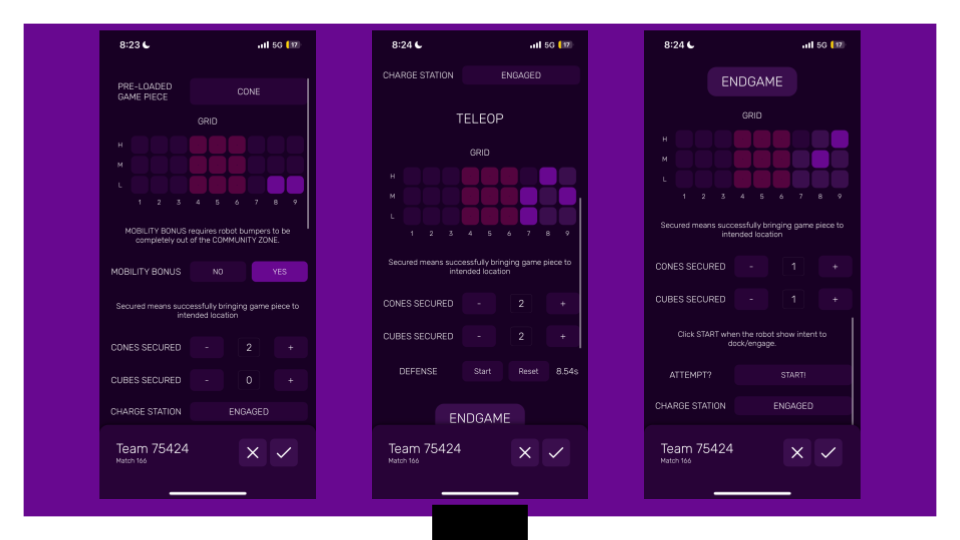 8:23
5G 17
PRE-LOADED
GAME PIECE
CONE
GRID
H
M
L
1 2 3 4 5 6 7 8 9
MOBILITY BONUS requires robot bumpers to be
completely out of the COMMUNITY ZONE.
MOBILITY BONUS NO YES
Secured means successfully bringing game piece to
intended location
CONES SECURED - 2 +
CUBES SECURED - 0 +
CHARGE STATION ENGAGED
Team 75424
Match 166
8:24
5G 17
CHARGE STATION ENGAGED
TELEOP
GRID
H
M
L
1 2 3 4 5 6 7 8 9
Secured means successfully bringing game piece to
intended location
CONES SECURED - 2 +
CUBES SECURED - 2 +
DEFENSE Start Reset 8.54s
ENDGAME
Team 75424
Match 166
8:24
5G 17
ENDGAME
GRID
H
M
L
1 2 3 4 5 6 7 8 9
Secured means successfully bringing game piece to
intended location
CONES SECURED - 1 +
CUBES SECURED - 1 +
Click START when the robot show intent to
dock/engage.
ATTEMPT? START!
CHARGE STATION ENGAGED
Team 75424
Match 166